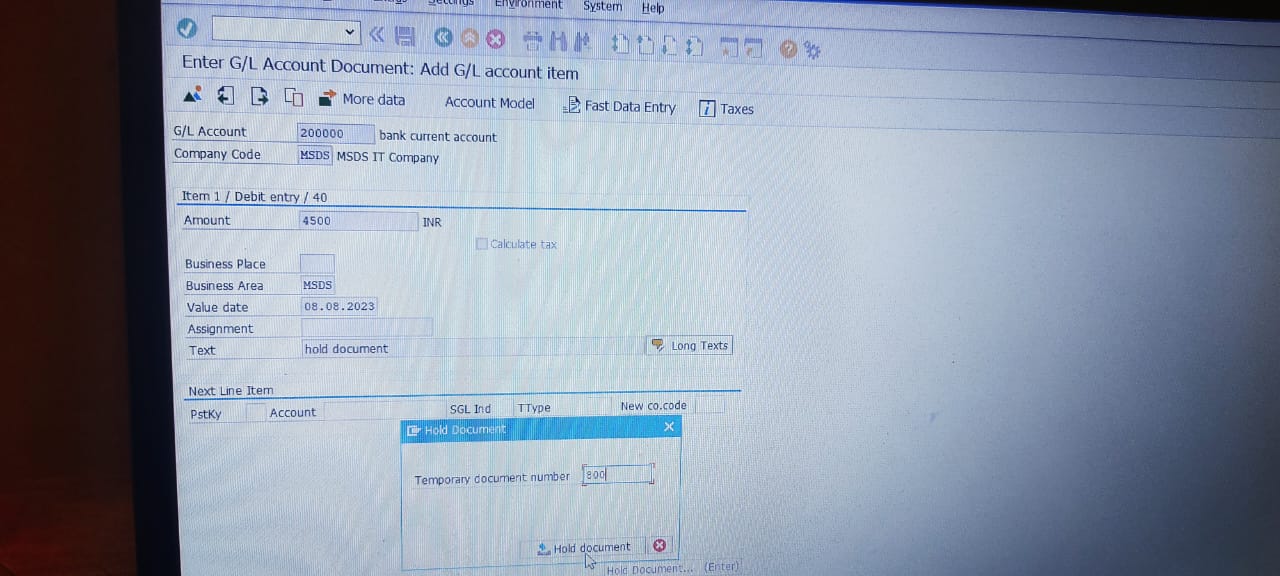 Settings Environment System Help
Enter G/L Account Document: Add G/L account item
More data Account Model Fast Data Entry Taxes
G/L Account 200000 bank current account
Company Code MSDS MSDS IT Company
Item 1 / Debit entry / 40
Amount 4500 INR
Calculate tax
Business Place
Business Area MSDS
Value date 08.08.2023
Assignment
Text hold document Long Texts
Next Line Item
PstKy Account SGL Ind TType New co.code
Hold Document
Temporary document number 800
Hold document
Hold Document... (Enter)